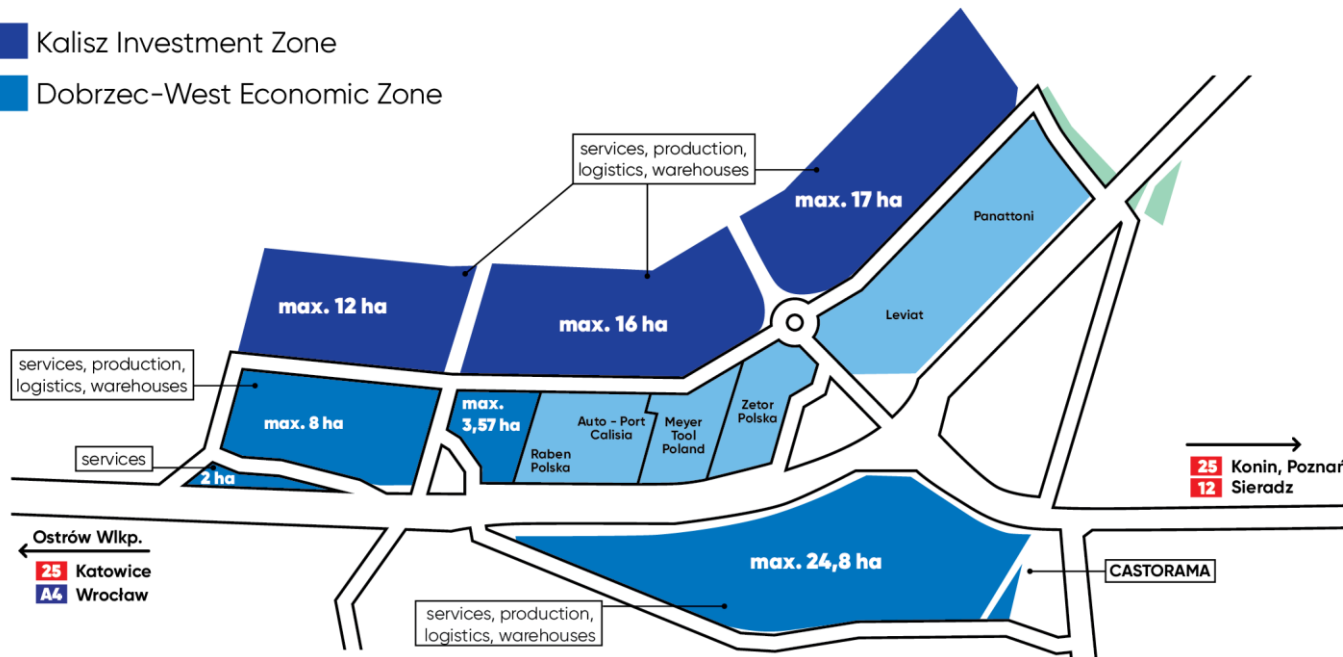 Kalisz Investment Zone
Dobrzec-West Economic Zone
services, production,
logistics, warehouses
max. 17 ha
Panattoni
max. 12 ha
max. 16 ha
Leviat
services, production,
logistics, warehouses
max. 8 ha
max.
3,57 ha
Auto - Port
Calisia
Meyer
Tool
Poland
Zetor
Polska
Raben
Polska
services
2 ha
25 Konin, Poznań
12 Sieradz
Ostrów Wlkp.
25 Katowice
A4 Wrocław
max. 24,8 ha
CASTORAMA
services, production,
logistics, warehouses